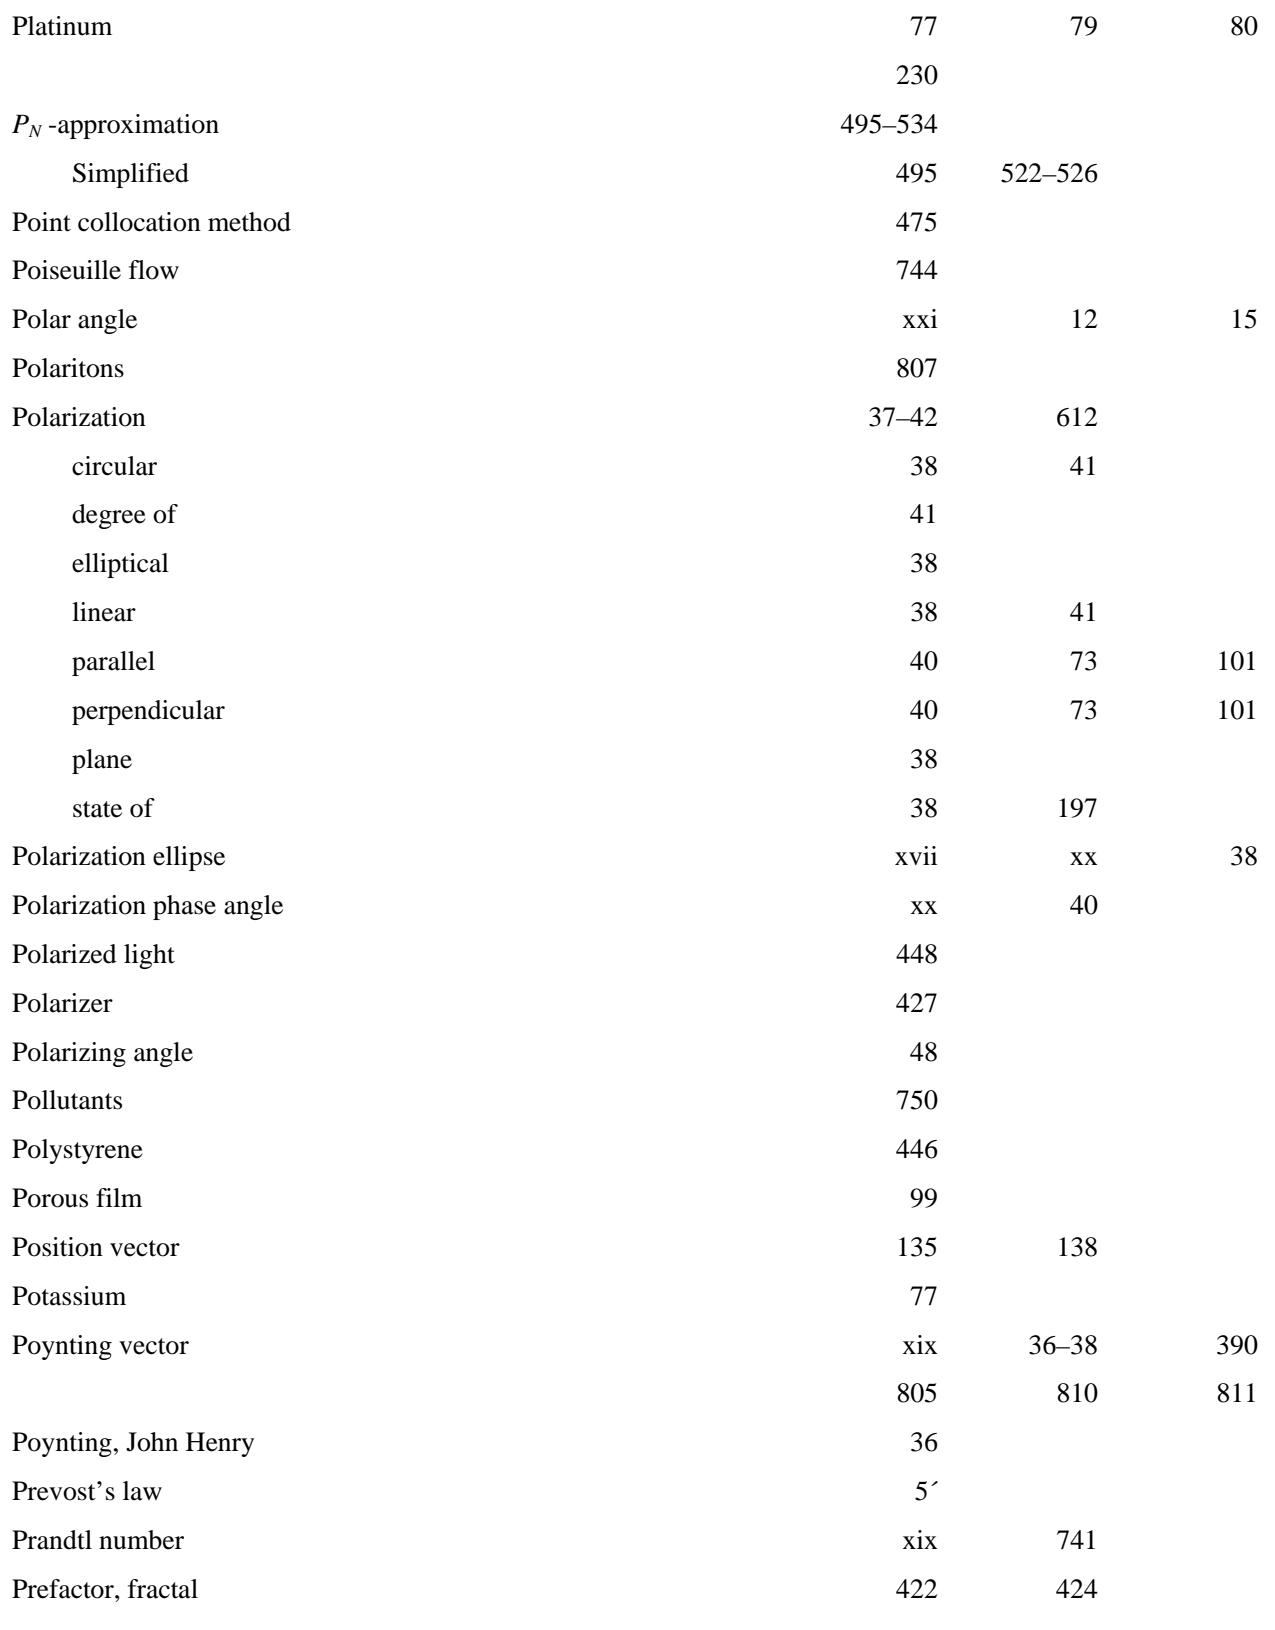 Platinum 77 79 80
230
P_N -approximation 495–534
Simplified 495 522–526
Point collocation method 475
Poiseuille flow 744
Polar angle xxi 12 15
Polaritons 807
Polarization 37–42 612
circular 38 41
degree of 41
elliptical 38
linear 38 41
parallel 40 73 101
perpendicular 40 73 101
plane 38
state of 38 197
Polarization ellipse xvii xx 38
Polarization phase angle xx 40
Polarized light 448
Polarizer 427
Polarizing angle 48
Pollutants 750
Polystyrene 446
Porous film 99
Position vector 135 138
Potassium 77
Poynting vector xix 36–38 390
805 810 811
Poynting, John Henry 36
Prevost’s law 5´
Prandtl number xix 741
Prefactor, fractal 422 424